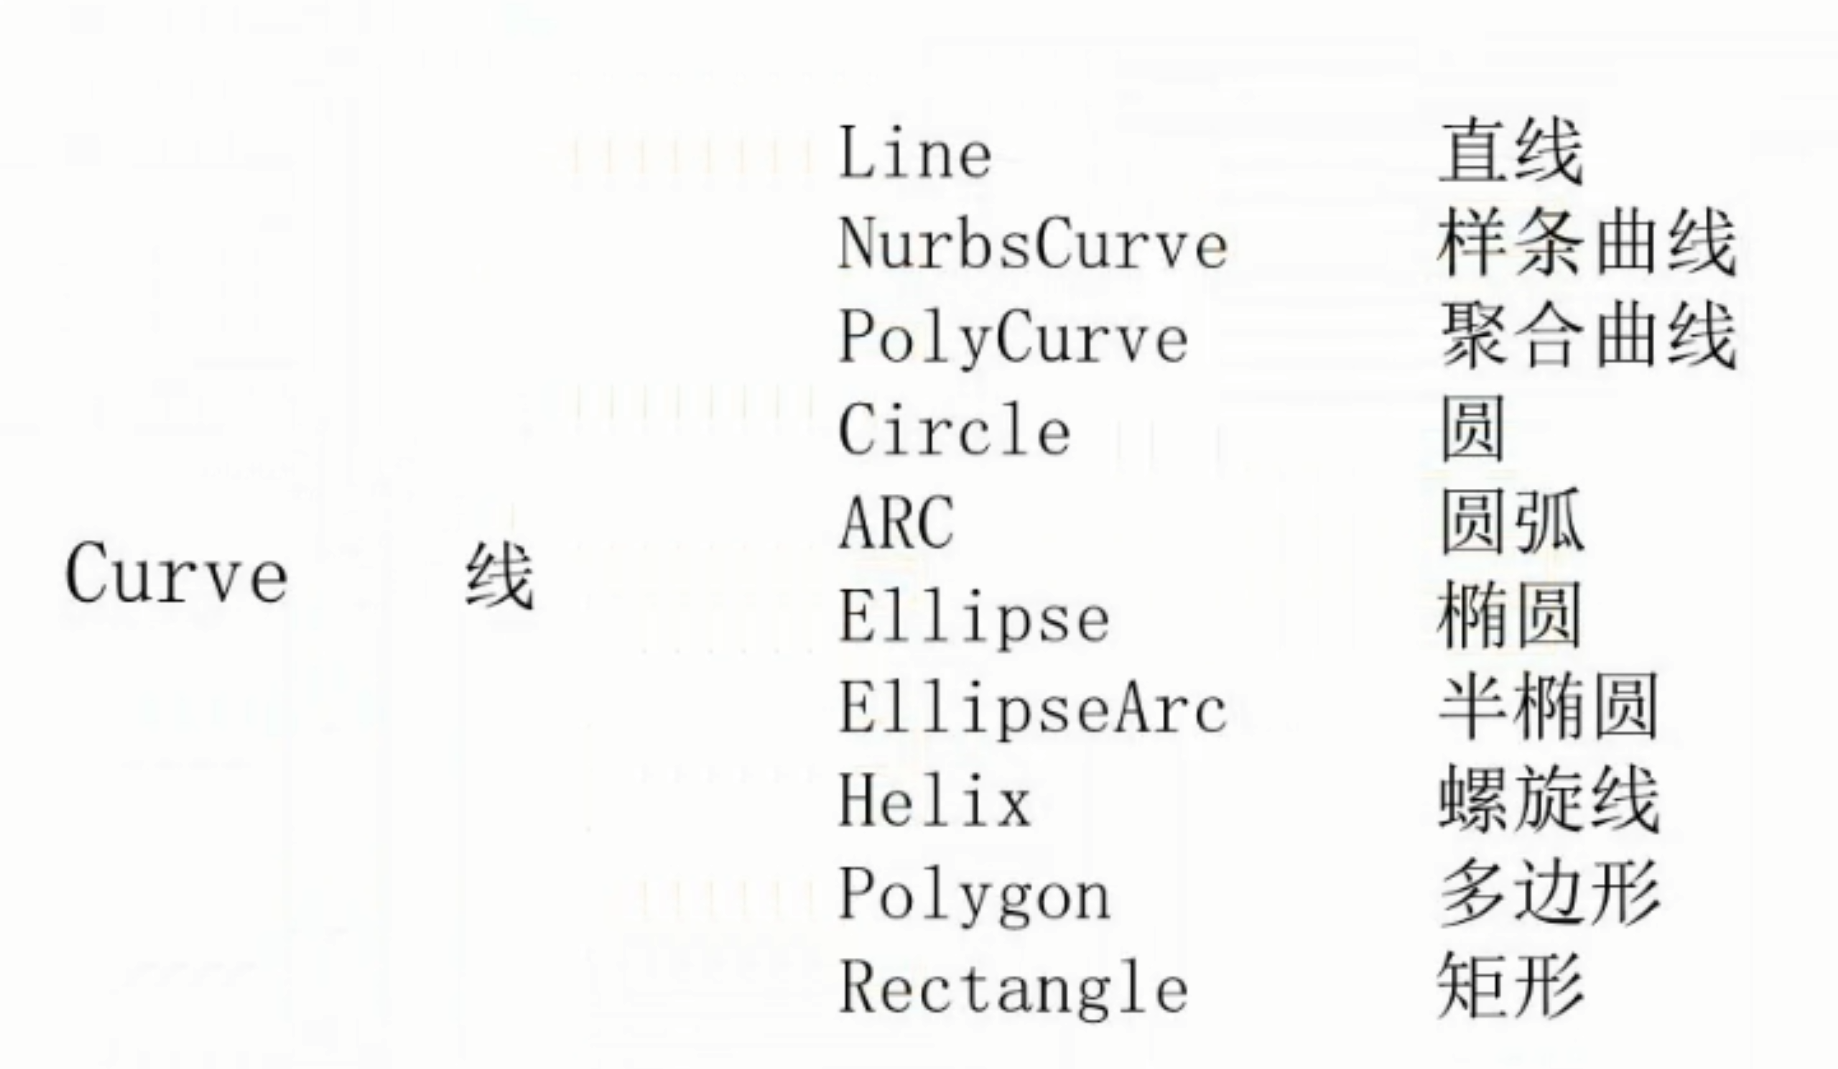 Line 直线
NurbsCurve 样条曲线
PolyCurve 聚合曲线
Circle 圆
ARC 圆弧
Curve 线
Ellipse 椭圆
EllipseArc 半椭圆
Helix 螺旋线
Polygon 多边形
Rectangle 矩形